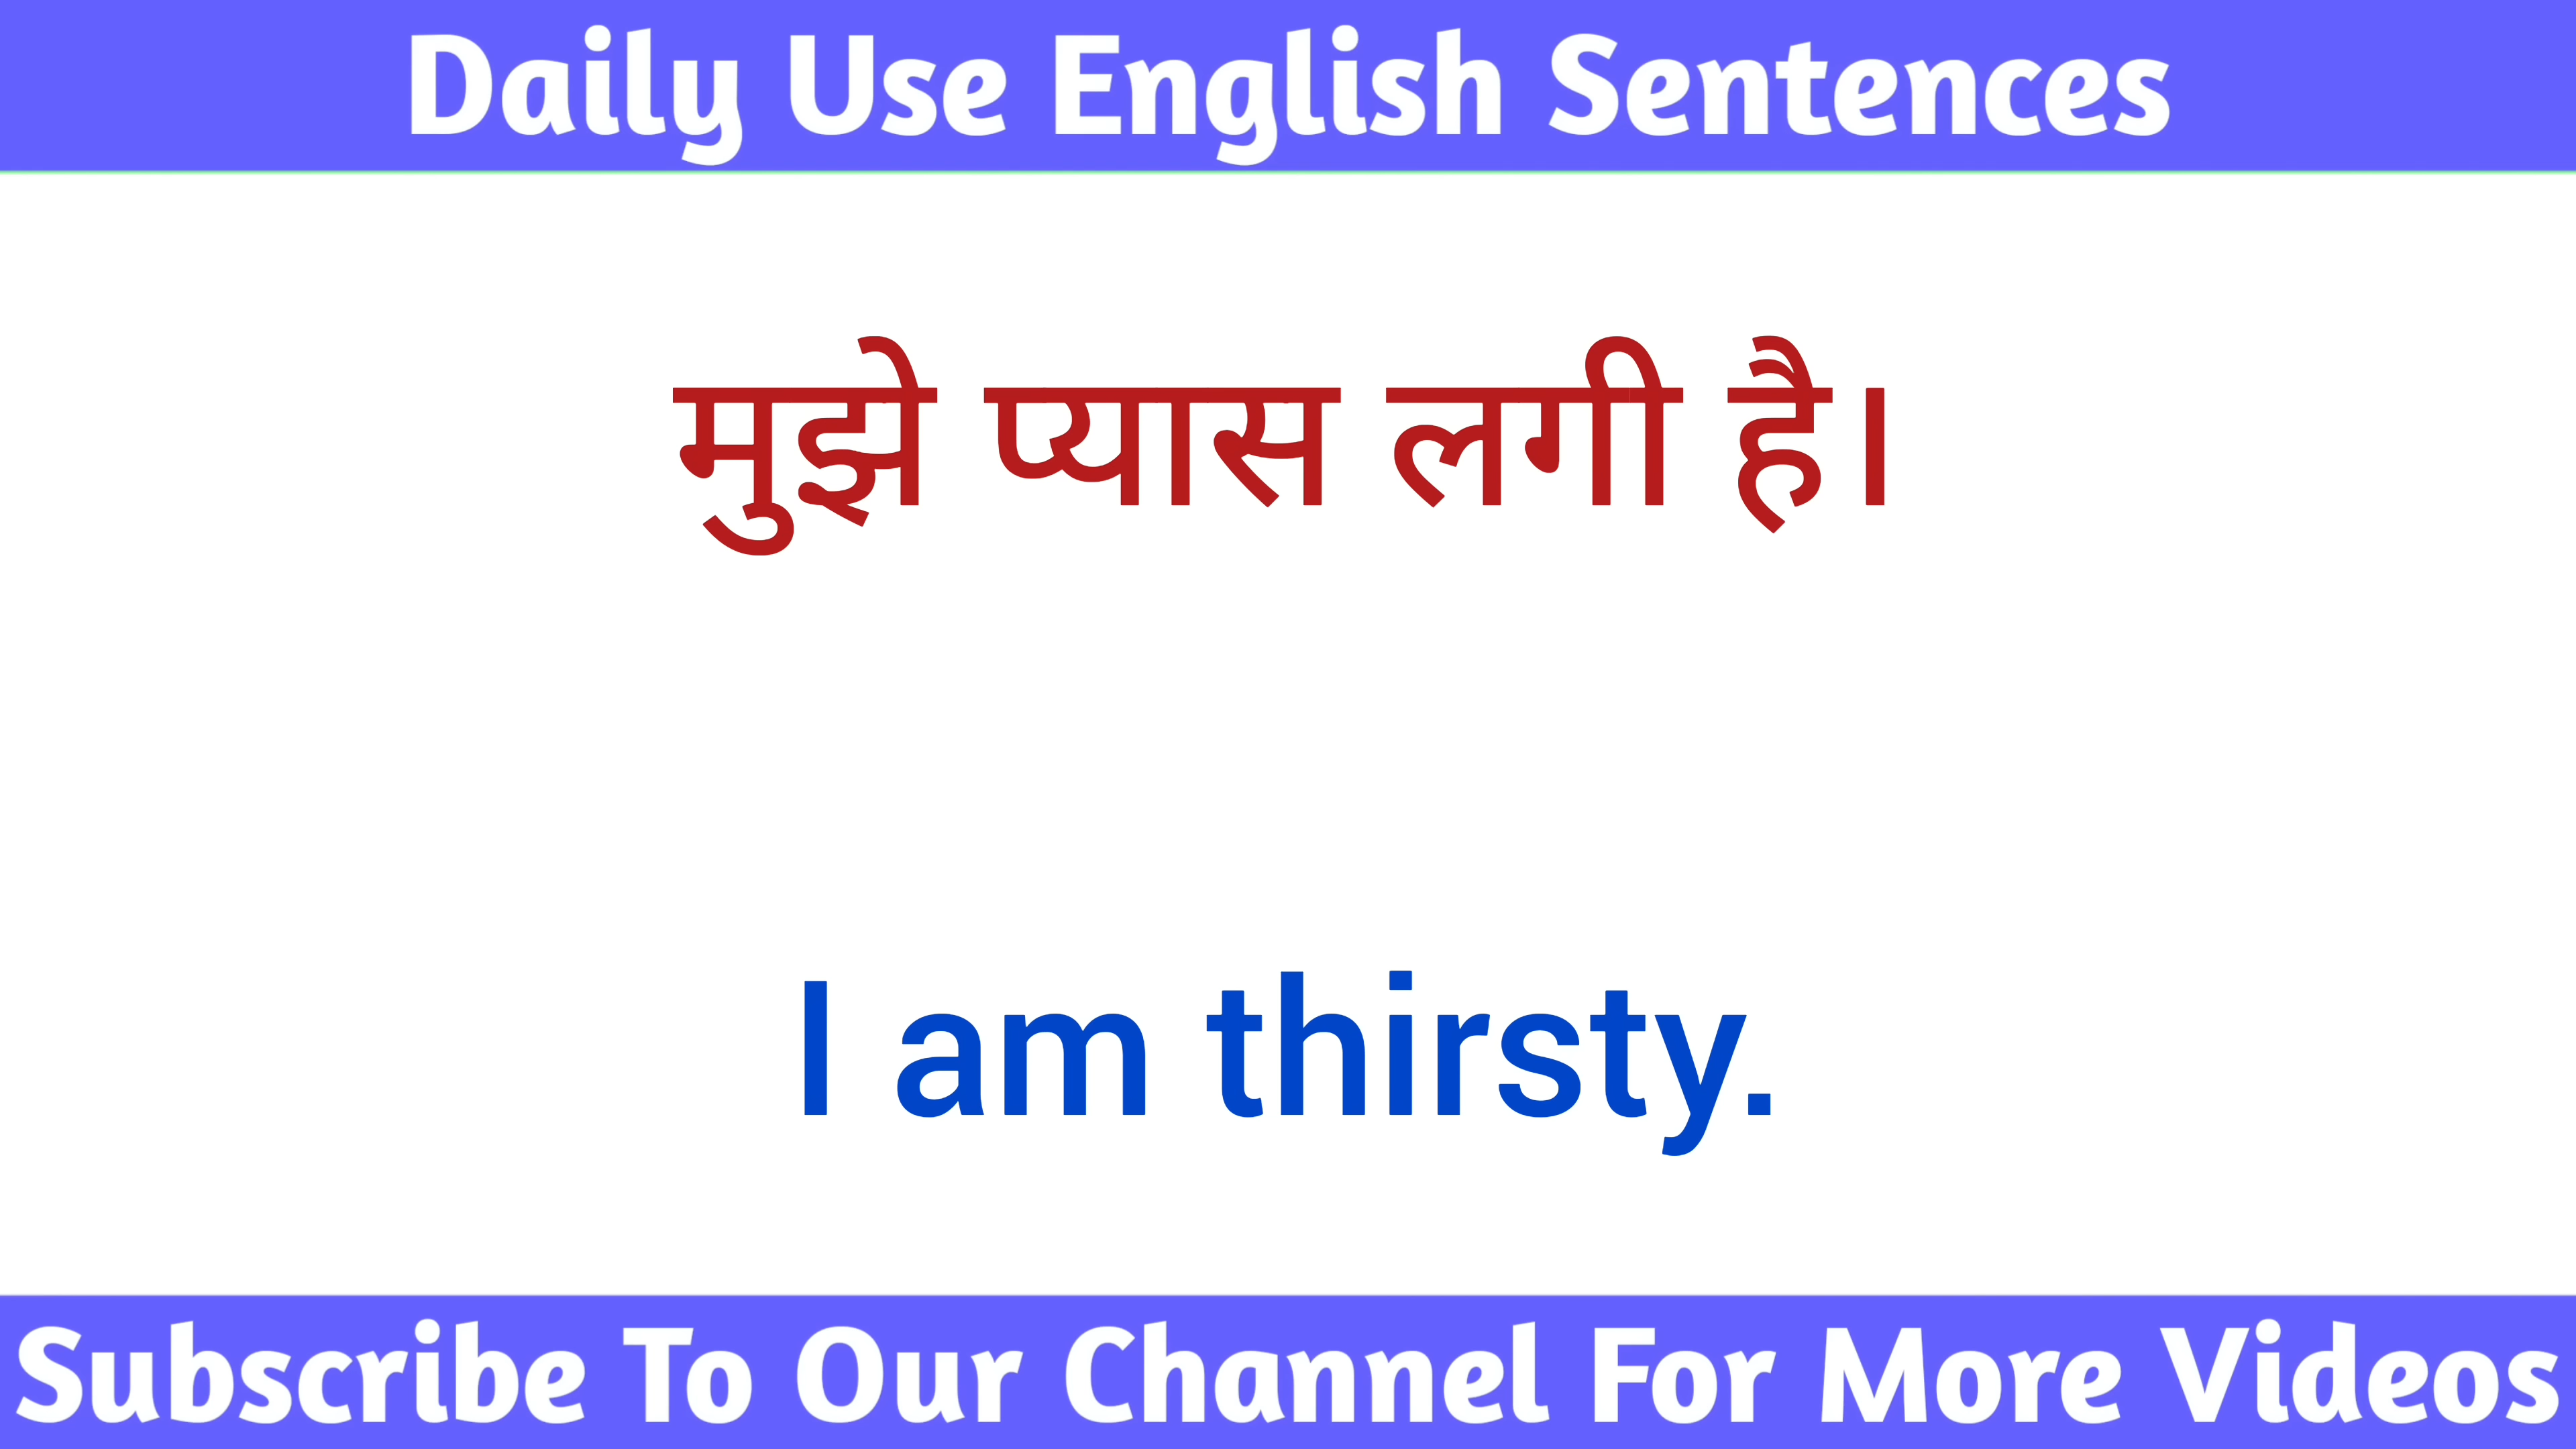 Daily Use English Sentences
मुझे प्यास लगी है।
I am thirsty.
Subscribe To Our Channel For More Videos